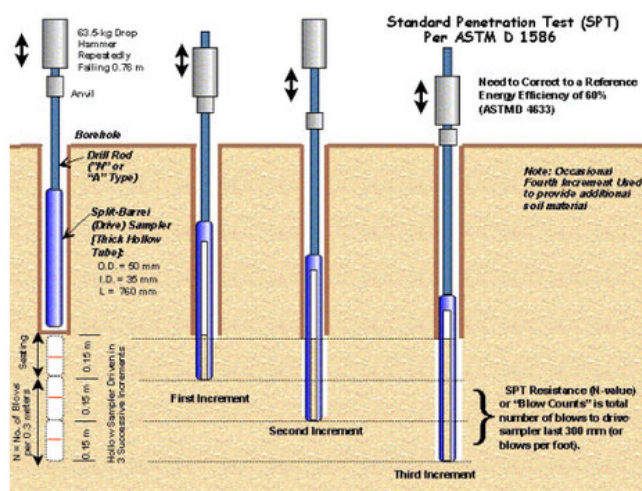 Standard Penetration Test (SPT)
Per ASTM D 1586
63.5-kg Drop
Hammer
Repeatedly
Falling 0.76 m
Anvil
Need to Correct to a Reference
Energy Efficiency of 60%
(ASTMD 4633)
Borehole
Drill Rod
("N" or
"A" Type)
Note: Occasional
Fourth Increment Used
to provide additional
soil material
Split-Barrel
(Drive) Sampler
[Thick Hollow
Tube]:
O.D. = 50 mm
I.D. = 35 mm
L = 760 mm
Seating
0.15 m
0.15 m
0.15 m
N = No. of Blows
per 0.3 meters
Hollow Sampler Driven in
3 Successive Increments
First Increment
Second Increment
Third Increment
SPT Resistance (N-value)
or "Blow Counts" is total
number of blows to drive
sampler last 300 mm (or
blows per foot).